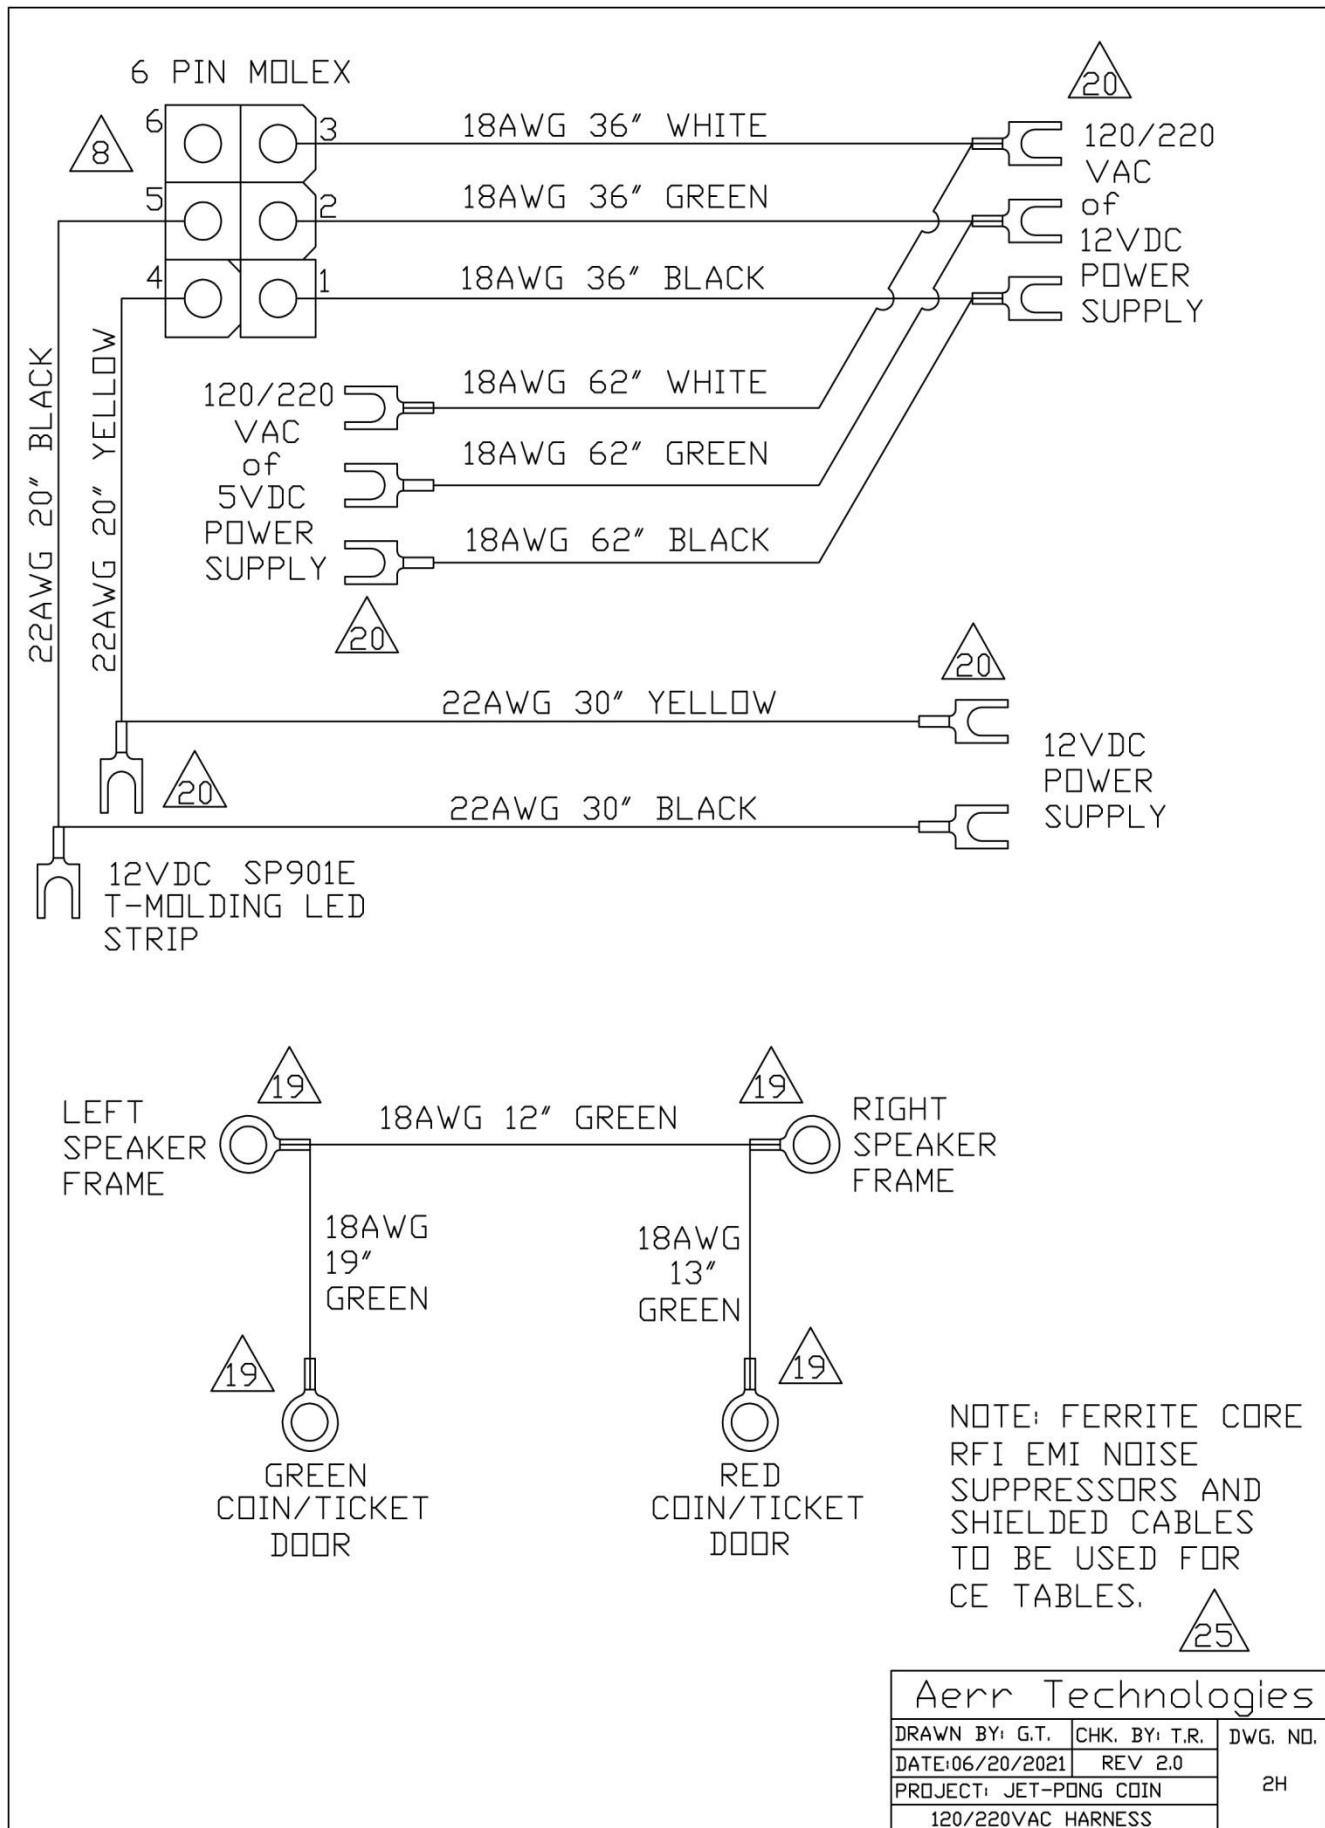 6 PIN MOLEX
20
8
6
3
18AWG 36" WHITE
120/220
VAC
of
12VDC
POWER
SUPPLY
5
2
18AWG 36" GREEN
4
1
18AWG 36" BLACK
22AWG 20" BLACK
22AWG 20" YELLOW
120/220
VAC
of
5VDC
POWER
SUPPLY
18AWG 62" WHITE
18AWG 62" GREEN
18AWG 62" BLACK
20
20
22AWG 30" YELLOW
20
22AWG 30" BLACK
12VDC
POWER
SUPPLY
12VDC SP901E
T-MOLDING LED
STRIP
19
19
LEFT
SPEAKER
FRAME
18AWG 12" GREEN
RIGHT
SPEAKER
FRAME
18AWG
19"
GREEN
18AWG
13"
GREEN
19
19
GREEN
COIN/TICKET
DOOR
RED
COIN/TICKET
DOOR
NOTE: FERRITE CORE
RFI EMI NOISE
SUPPRESSORS AND
SHIELDED CABLES
TO BE USED FOR
CE TABLES.
25
Aerr Technologies
DRAWN BY: G.T. CHK. BY: T.R. DWG. NO.
DATE:06/20/2021 REV 2.0
2H
PROJECT: JET-PONG COIN
120/220VAC HARNESS